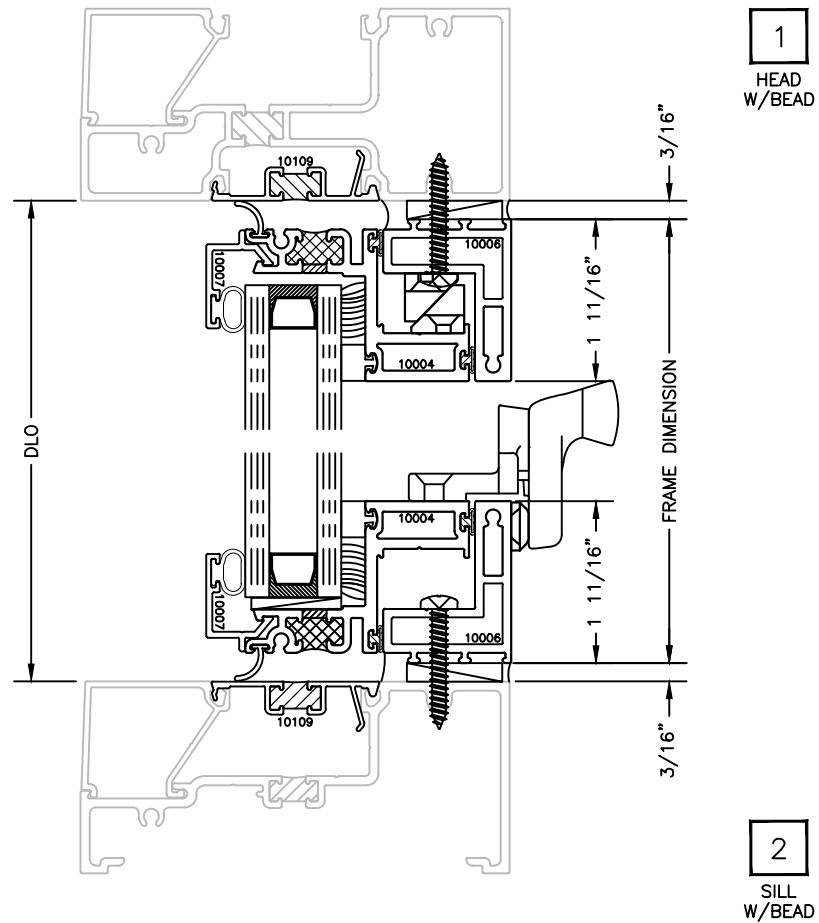 1
HEAD
W/BEAD
3/16"
10109
10006
10007
1 11/16"
10004
DLO
FRAME DIMENSION
10004
1 11/16"
10007
10006
10109
3/16"
2
SILL
W/BEAD